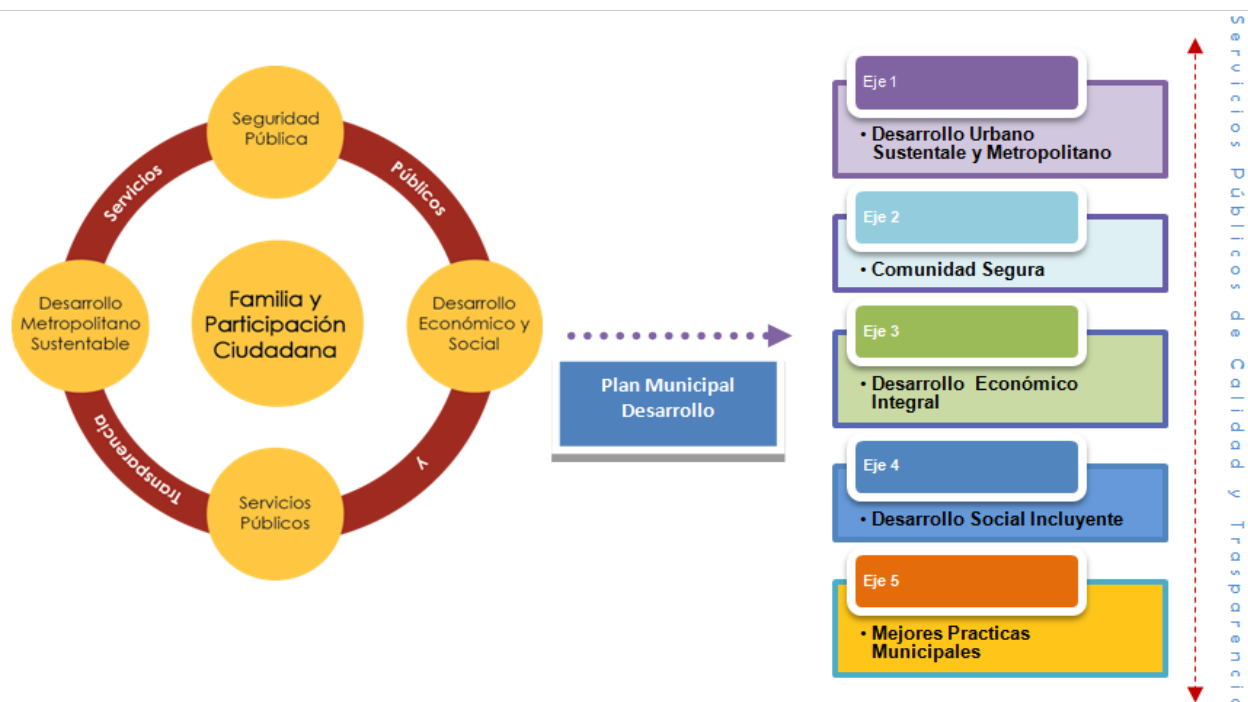 Seguridad
Pública
Servicios
Públicos
Desarrollo
Metropolitano
Sustentable
Familia y
Participación
Ciudadana
Desarrollo
Económico y
Social
Transparencia
y
Servicios
Públicos
Plan Municipal
Desarrollo
Eje 1
• Desarrollo Urbano
Sustentale y Metropolitano
Eje 2
• Comunidad Segura
Eje 3
• Desarrollo Económico
Integral
Eje 4
• Desarrollo Social Incluyente
Eje 5
• Mejores Practicas
Municipales
Servicios Públicos de Calidad y Trasparencia